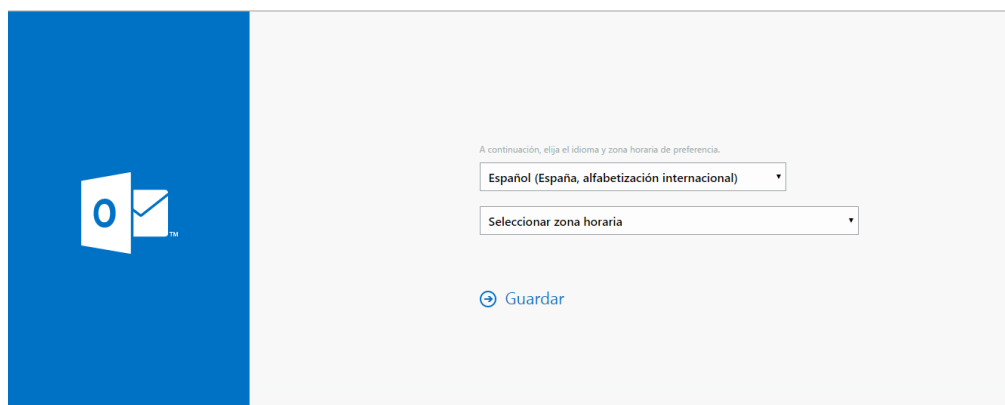 A continuación, elija el idioma y zona horaria de preferencia.
Español (España, alfabetización internacional)
Seleccionar zona horaria
O
TM
Guardar